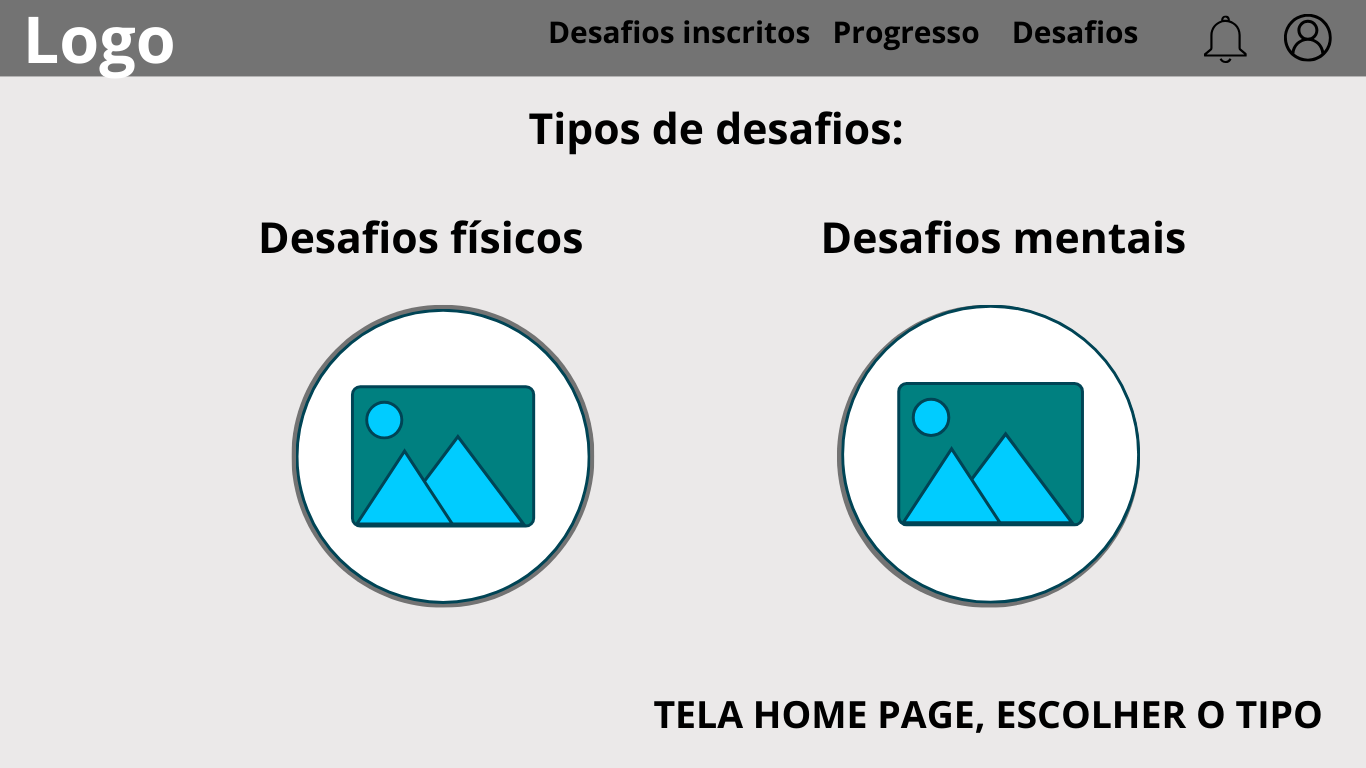 Logo
Desafios inscritos Progresso Desafios
Tipos de desafios:
Desafios físicos
Desafios mentais
TELA HOME PAGE, ESCOLHER O TIPO